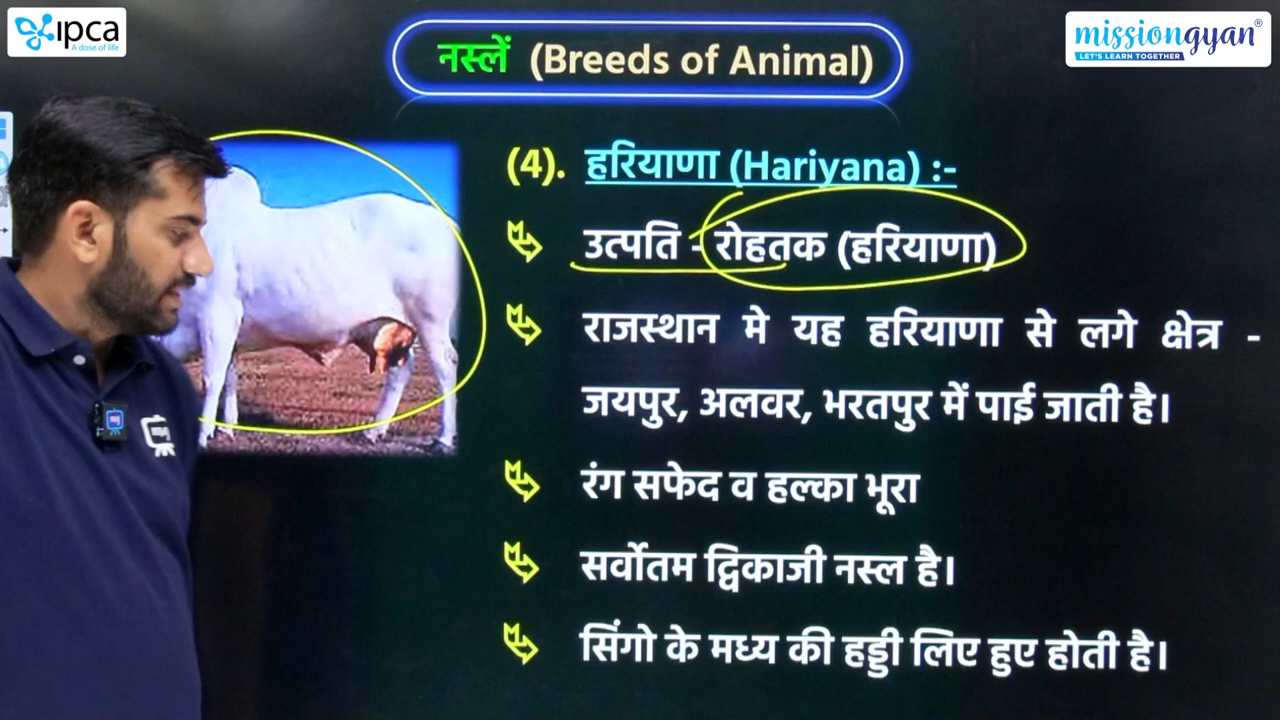 ipca
A dose of life
missiongyan®
LET'S LEARN TOGETHER
नस्लें (Breeds of Animal)
(4). हरियाणा (Hariyana) :-
उत्पति - रोहतक (हरियाणा)
राजस्थान मे यह हरियाणा से लगे क्षेत्र -
जयपुर, अलवर, भरतपुर में पाई जाती है।
रंग सफेद व हल्का भूरा
सर्वोतम द्विकाजी नस्ल है।
सिंगो के मध्य की हड्डी लिए हुए होती है।